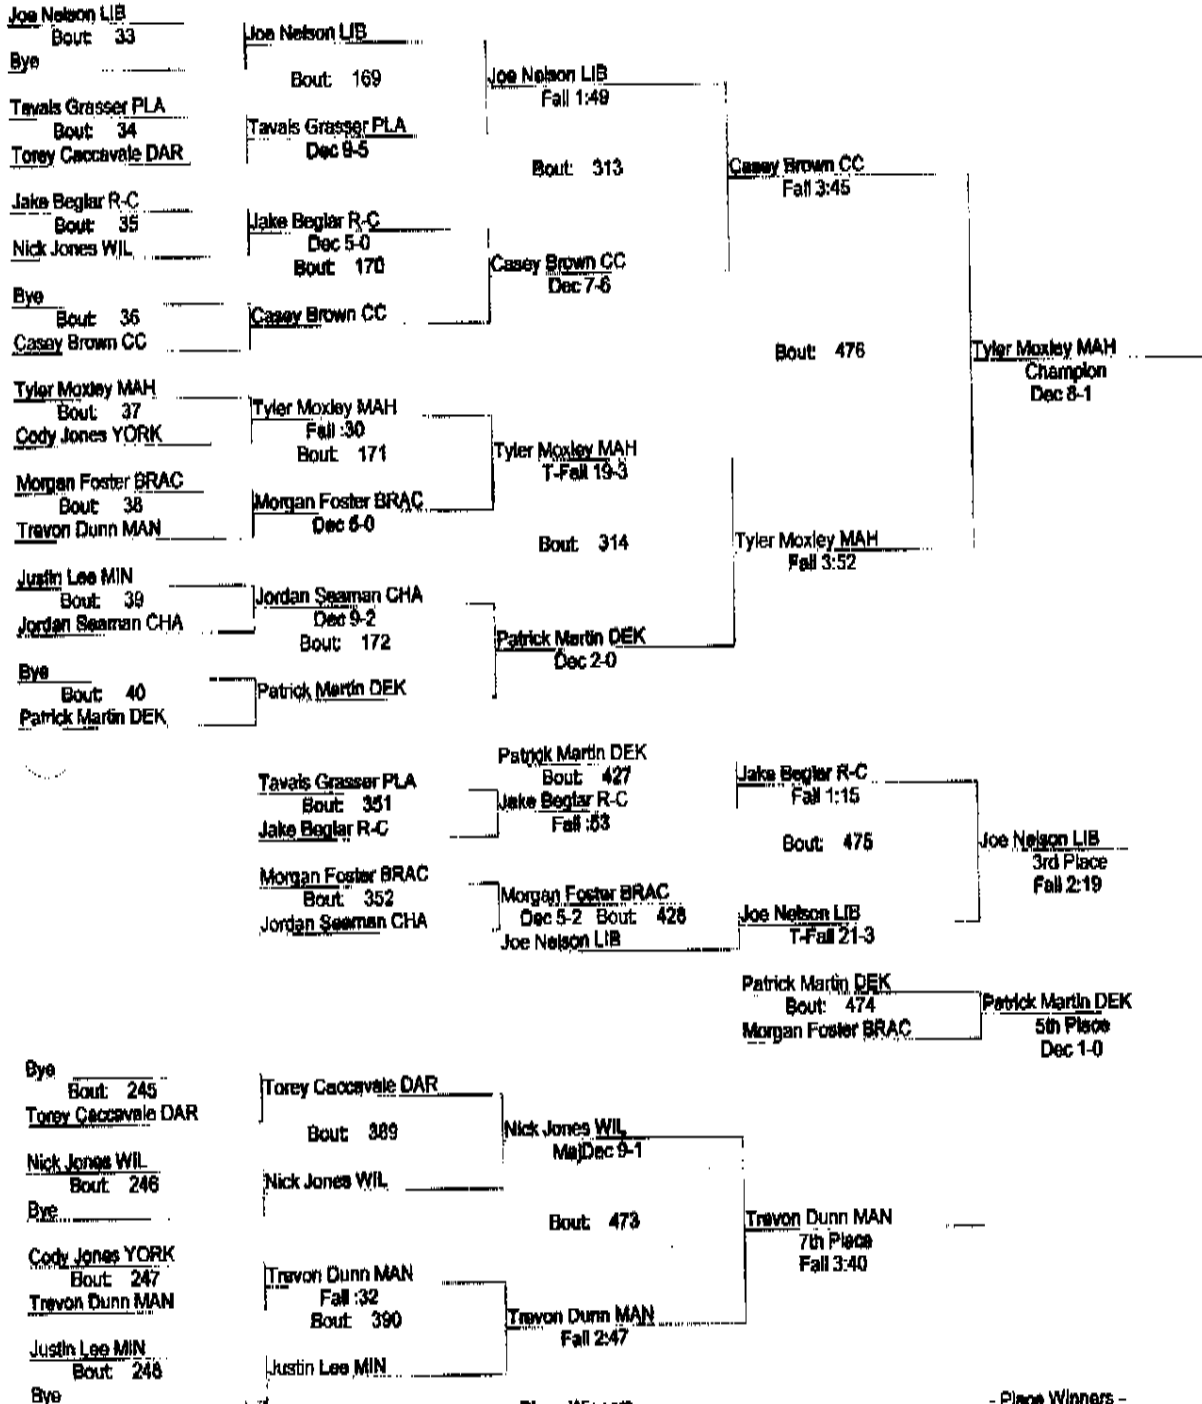 Joe Nelson LIB
Bout: 33
Bye
Joe Nelson LIB
Bout: 169
Joe Nelson LIB
Fall 1:49
Tavais Grasser PLA
Bout: 34
Torey Caccavale DAR
Tavais Grasser PLA
Dec 9-5
Bout: 313
Casey Brown CC
Fall 3:45
Jake Beglar R-C
Bout: 35
Nick Jones WIL
Jake Beglar R-C
Dec 5-0
Bout: 170
Casey Brown CC
Dec 7-6
Bye
Bout: 36
Casey Brown CC
Casey Brown CC
Bout: 476
Tyler Moxley MAH
Champion
Dec 8-1
Tyler Moxley MAH
Bout: 37
Cody Jones YORK
Tyler Moxley MAH
Fall :30
Bout: 171
Tyler Moxley MAH
T-Fall 19-3
Morgan Foster BRAC
Bout: 38
Trevon Dunn MAN
Morgan Foster BRAC
Dec 6-0
Bout: 314
Tyler Moxley MAH
Fall 3:52
Justin Lee MIN
Bout: 39
Jordan Seaman CHA
Jordan Seaman CHA
Dec 9-2
Bout: 172
Patrick Martin DEK
Dec 2-0
Bye
Bout: 40
Patrick Martin DEK
Patrick Martin DEK
Tavais Grasser PLA
Bout: 351
Jake Beglar R-C
Patrick Martin DEK
Bout: 427
Jake Beglar R-C
Fall :53
Jake Beglar R-C
Fall 1:15
Bout: 475
Joe Nelson LIB
3rd Place
Fall 2:19
Morgan Foster BRAC
Bout: 352
Jordan Seaman CHA
Morgan Foster BRAC
Dec 5-2 Bout: 428
Joe Nelson LIB
Joe Nelson LIB
T-Fall 21-3
Patrick Martin DEK
Bout: 474
Morgan Foster BRAC
Patrick Martin DEK
5th Place
Dec 1-0
Bye
Bout: 245
Torey Caccavale DAR
Torey Caccavale DAR
Bout: 389
Nick Jones WIL
MajDec 9-1
Nick Jones WIL
Bout: 246
Bye
Nick Jones WIL
Bout: 473
Trevon Dunn MAN
7th Place
Fall 3:40
Cody Jones YORK
Bout: 247
Trevon Dunn MAN
Trevon Dunn MAN
Fall :32
Bout: 390
Trevon Dunn MAN
Fall 2:47
Justin Lee MIN
Bout: 248
Bye
Justin Lee MIN
- Place Winners -